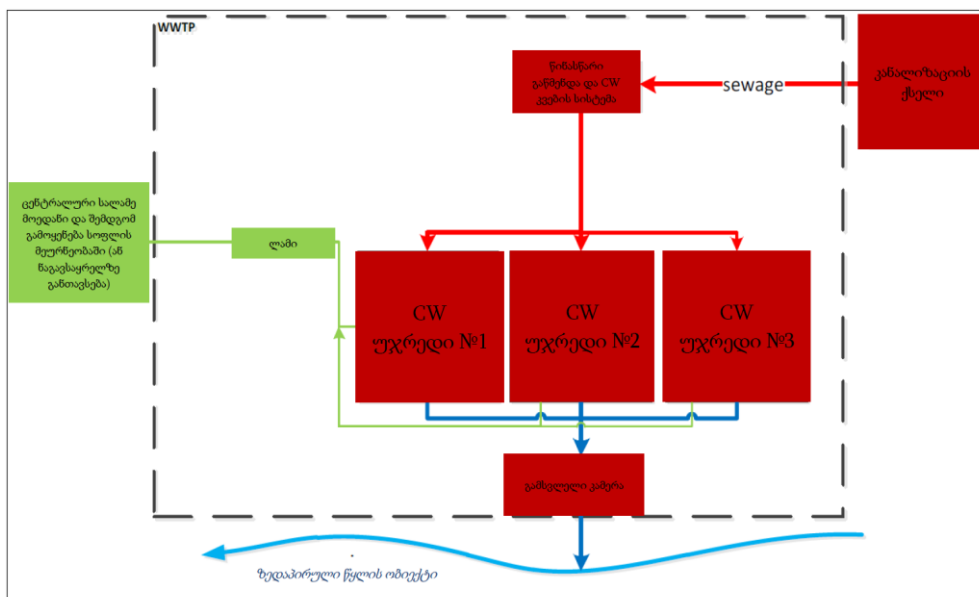 WWTP
წინასწარი
გაწმენდა და CW
კვების სისტემა
sewage
კანალიზაციის
ქსელი
ცენტრალური სალამე
მოედანი და შემდგომ
გამოყენება სოფლის
მეურნეობაში (ან
ნაგავსაყრელზე
განთავსება)
ლამი
CW
უჯრედი №1
CW
უჯრედი №2
CW
უჯრედი №3
გამსვლელი კამერა
ზედაპირული წყლის ობიექტი